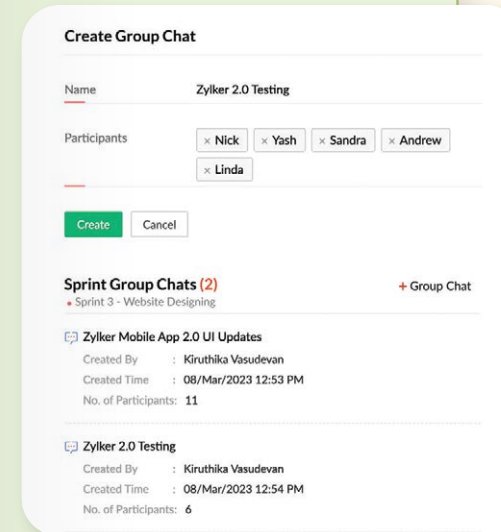 Create Group Chat
Name Zylker 2.0 Testing
Participants × Nick × Yash × Sandra × Andrew
× Linda
Create Cancel
Sprint Group Chats (2) + Group Chat
• Sprint 3 - Website Designing
Zylker Mobile App 2.0 UI Updates
Created By : Kiruthika Vasudevan
Created Time : 08/Mar/2023 12:53 PM
No. of Participants: 11
Zylker 2.0 Testing
Created By : Kiruthika Vasudevan
Created Time : 08/Mar/2023 12:54 PM
No. of Participants: 6